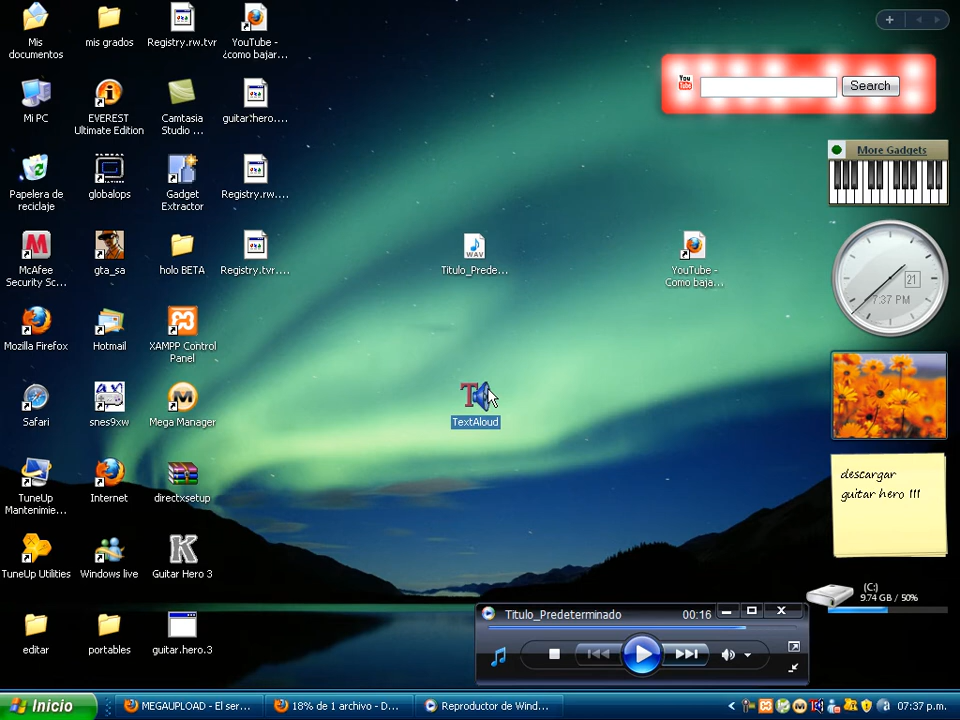 Mis
documentos
mis grados
Registry.rw.tvr
YouTube -
¿como bajar...
Mi PC
EVEREST
Ultimate Edition
Camtasia
Studio ...
guitar.hero....
Papelera de
reciclaje
globalops
Gadget
Extractor
Registry.rw....
McAfee
Security Sc...
gta_sa
holo BETA
Registry.tvr....
Mozilla Firefox
Hotmail
XAMPP Control
Panel
Safari
snes9xw
Mega Manager
TuneUp
Mantenimie...
Internet
directxsetup
TuneUp Utilities
Windows live
Guitar Hero 3
editar
portables
guitar.hero.3
WAV
Titulo_Prede...
YouTube -
Como baja...
TextAloud
You
Tube
Search
More Gadgets
21
7:37 PM
descargar
guitar hero !!!
(C:)
9.74 GB / 50%
Titulo_Predeterminado
00:16
Inicio
MEGAUPLOAD - El ser...
18% de 1 archivo - D...
Reproductor de Wind...
07:37 p.m.